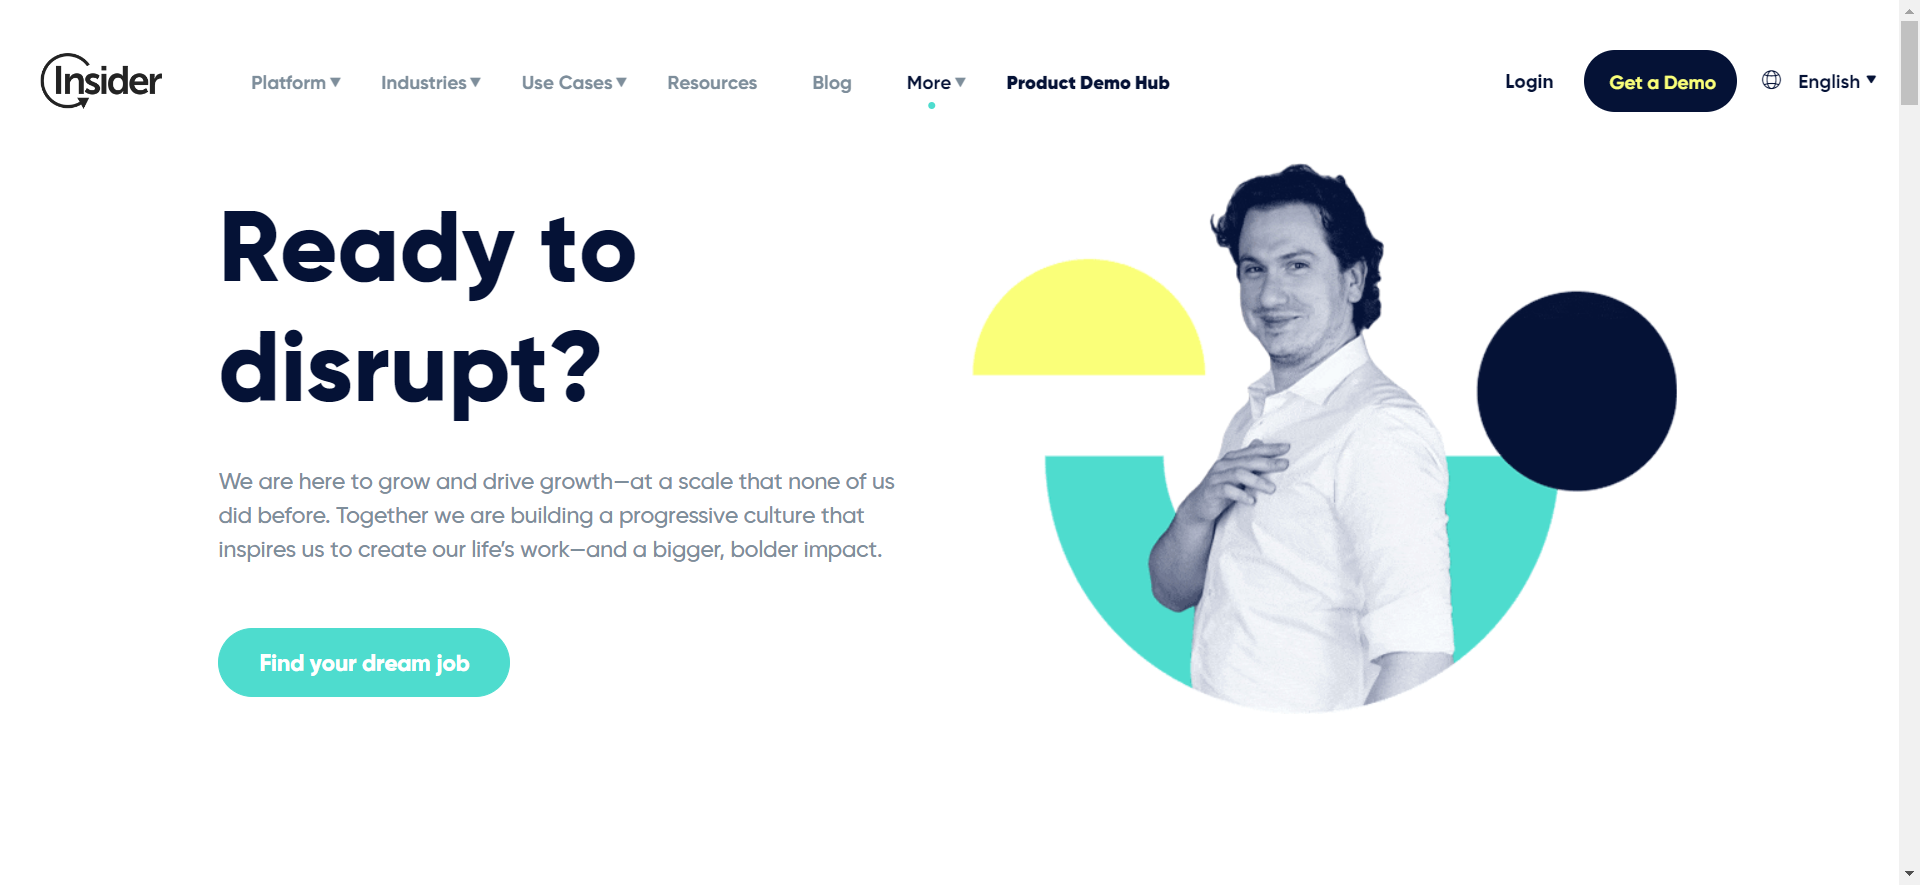 Insider
Platform
Industries
Use Cases
Resources
Blog
More
Product Demo Hub
Login
Get a Demo
English
Ready to
disrupt?
We are here to grow and drive growth—at a scale that none of us
did before. Together we are building a progressive culture that
inspires us to create our life’s work—and a bigger, bolder impact.
Find your dream job